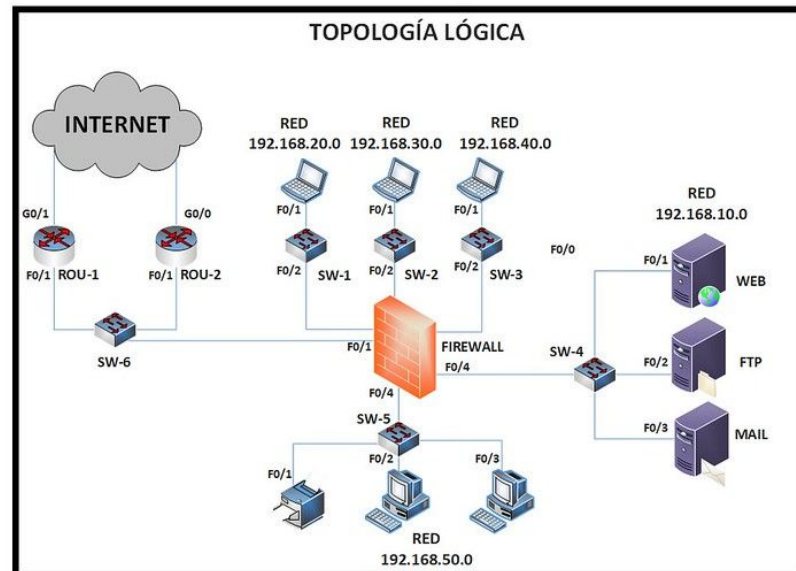 TOPOLOGÍA LÓGICA
INTERNET
RED
192.168.20.0
RED
192.168.30.0
RED
192.168.40.0
RED
192.168.10.0
G0/1
G0/0
F0/1
F0/1
F0/1
F0/0
F0/1
WEB
F0/1
ROU-1
F0/1
ROU-2
F0/2
SW-1
F0/2
SW-2
F0/2
SW-3
SW-6
F0/1
FIREWALL
F0/4
SW-4
F0/2
FTP
F0/4
SW-5
F0/3
MAIL
F0/1
F0/2
F0/3
RED
192.168.50.0